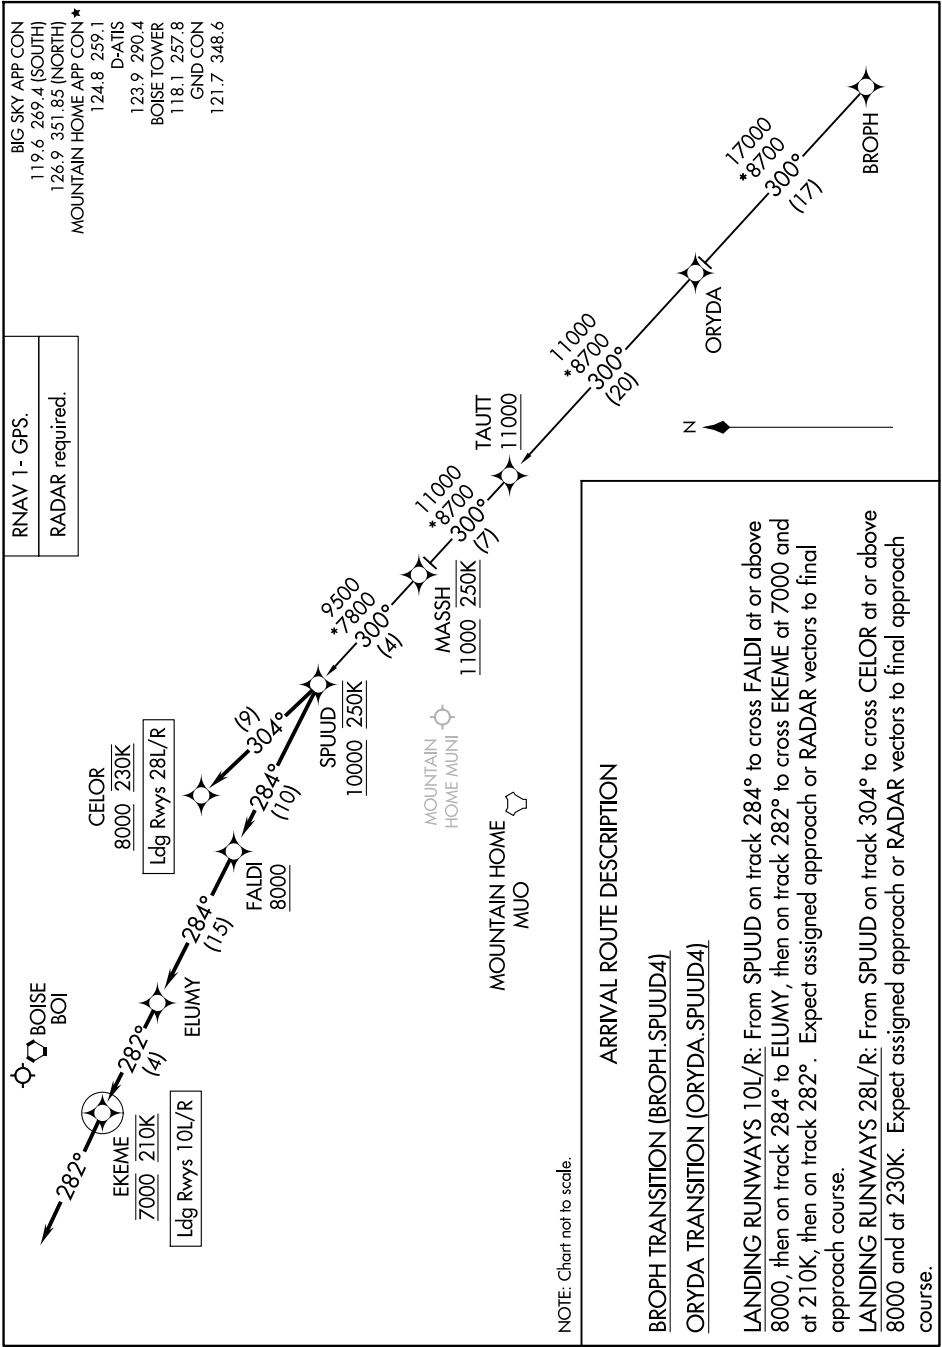 BIG SKY APP CON
119.6 269.4 (SOUTH)
126.9 351.85 (NORTH)
MOUNTAIN HOME APP CON *
124.8 259.1
D-ATIS
123.9 290.4
BOISE TOWER
118.1 257.8
GND CON
121.7 348.6
RNAV 1- GPS.
RADAR required.
BOISE
BOI
282°
EKEME
7000 210K
Ldg Rwys 10L/R
282°
(4)
ELUMY
284°
(15)
FALDI
8000
284°
(10)
CELOR
8000 230K
Ldg Rwys 28L/R
(9)
304°
SPUUD
10000 250K
9500
*7800
300°
(4)
MASSH
11000 250K
11000
*8700
300°
(7)
TAUTT
11000
11000
*8700
300°
(20)
ORYDA
17000
*8700
300°
(17)
BROPH
MOUNTAIN
HOME MUNI
MOUNTAIN HOME
MUO
N
NOTE: Chart not to scale.
ARRIVAL ROUTE DESCRIPTION
BROPH TRANSITION (BROPH.SPUUD4)
ORYDA TRANSITION (ORYDA.SPUUD4)
LANDING RUNWAYS 10L/R: From SPUUD on track 284° to cross FALDI at or above
8000, then on track 284° to ELUMY, then on track 282° to cross EKEME at 7000 and
at 210K, then on track 282°. Expect assigned approach or RADAR vectors to final
approach course.
LANDING RUNWAYS 28L/R: From SPUUD on track 304° to cross CELOR at or above
8000 and at 230K. Expect assigned approach or RADAR vectors to final approach
course.